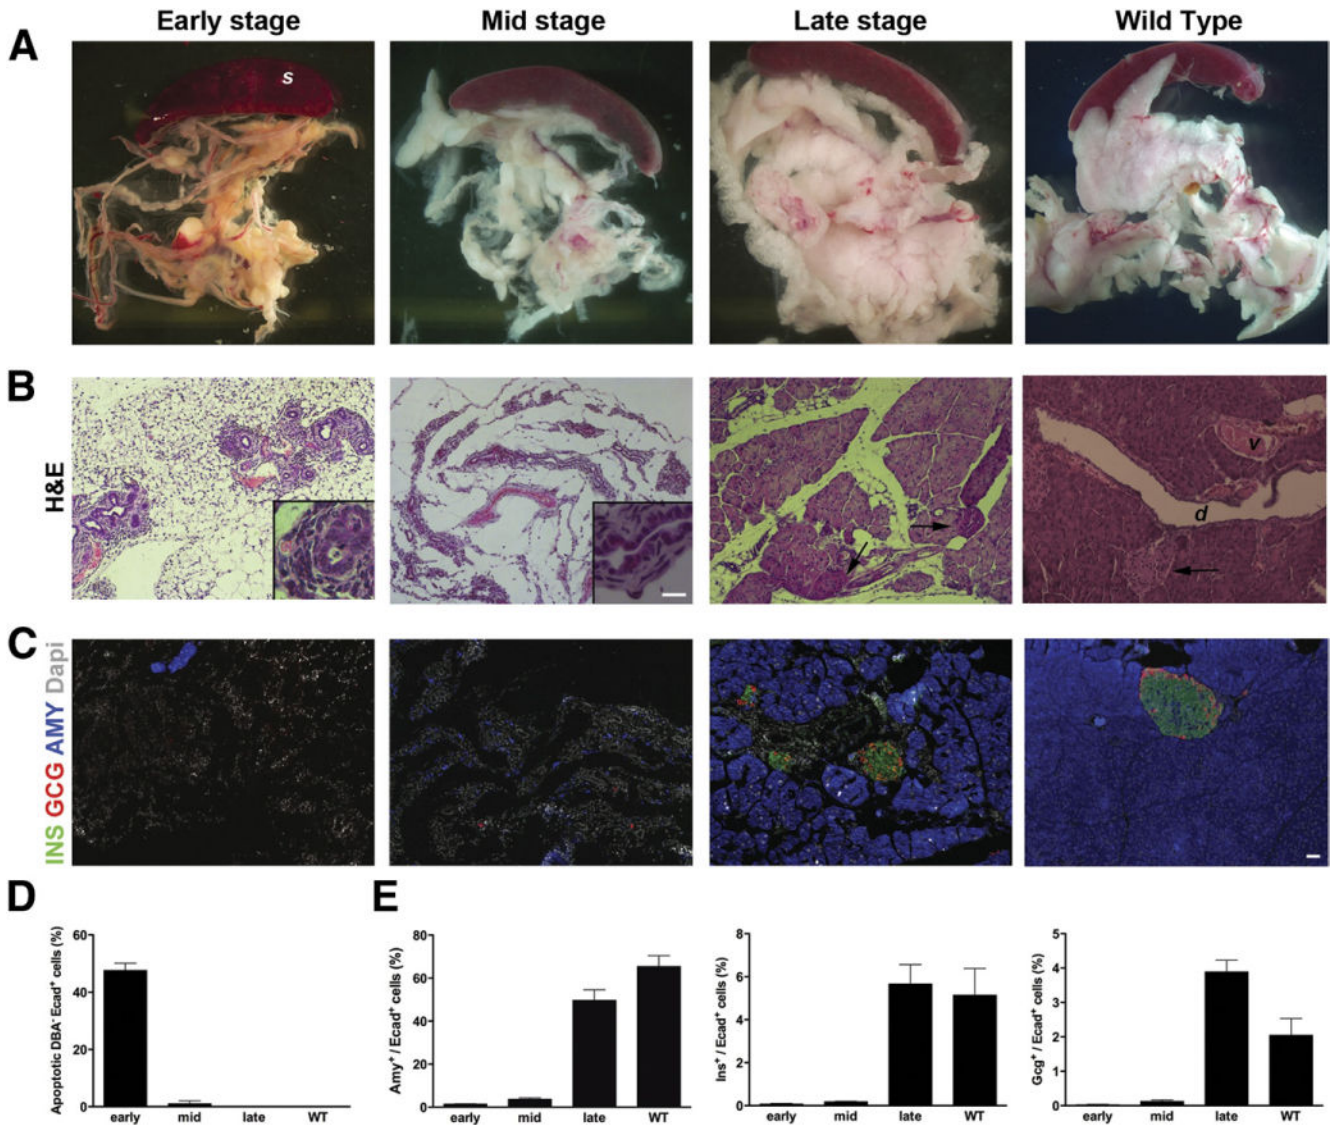 Early stage
Mid stage
Late stage
Wild Type
A
s
B
H&E
v
d
C
INS GCG AMY Dapi
D
Apoptotic DBA⁻ Ecad⁺ cells (%)
60
40
20
0
early
mid
late
WT
E
Amy⁺ / Ecad⁺ cells (%)
80
60
40
20
0
early
mid
late
WT
Ins⁺ / Ecad⁺ cells (%)
8
6
4
2
0
early
mid
late
WT
Gcg⁺ / Ecad⁺ cells (%)
5
4
3
2
1
0
early
mid
late
WT